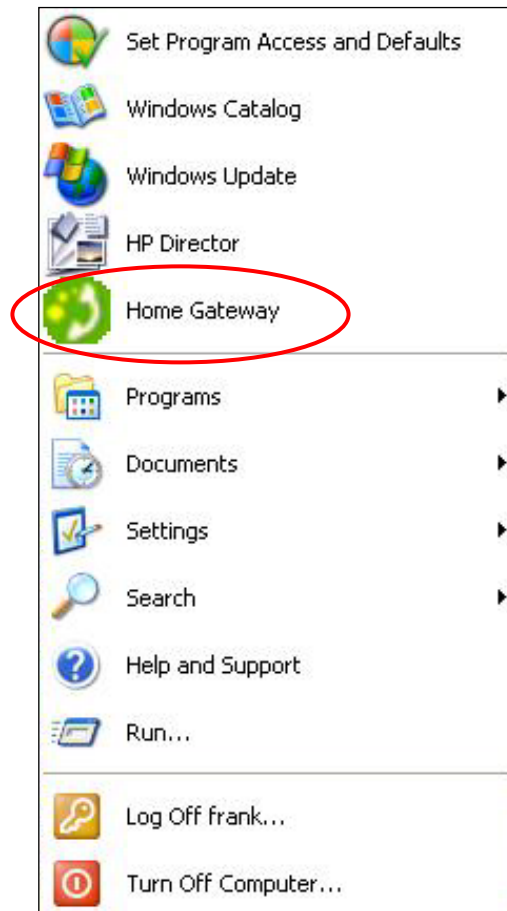 Set Program Access and Defaults
Windows Catalog
Windows Update
HP Director
Home Gateway
Programs
Documents
Settings
Search
Help and Support
Run...
Log Off frank...
Turn Off Computer...